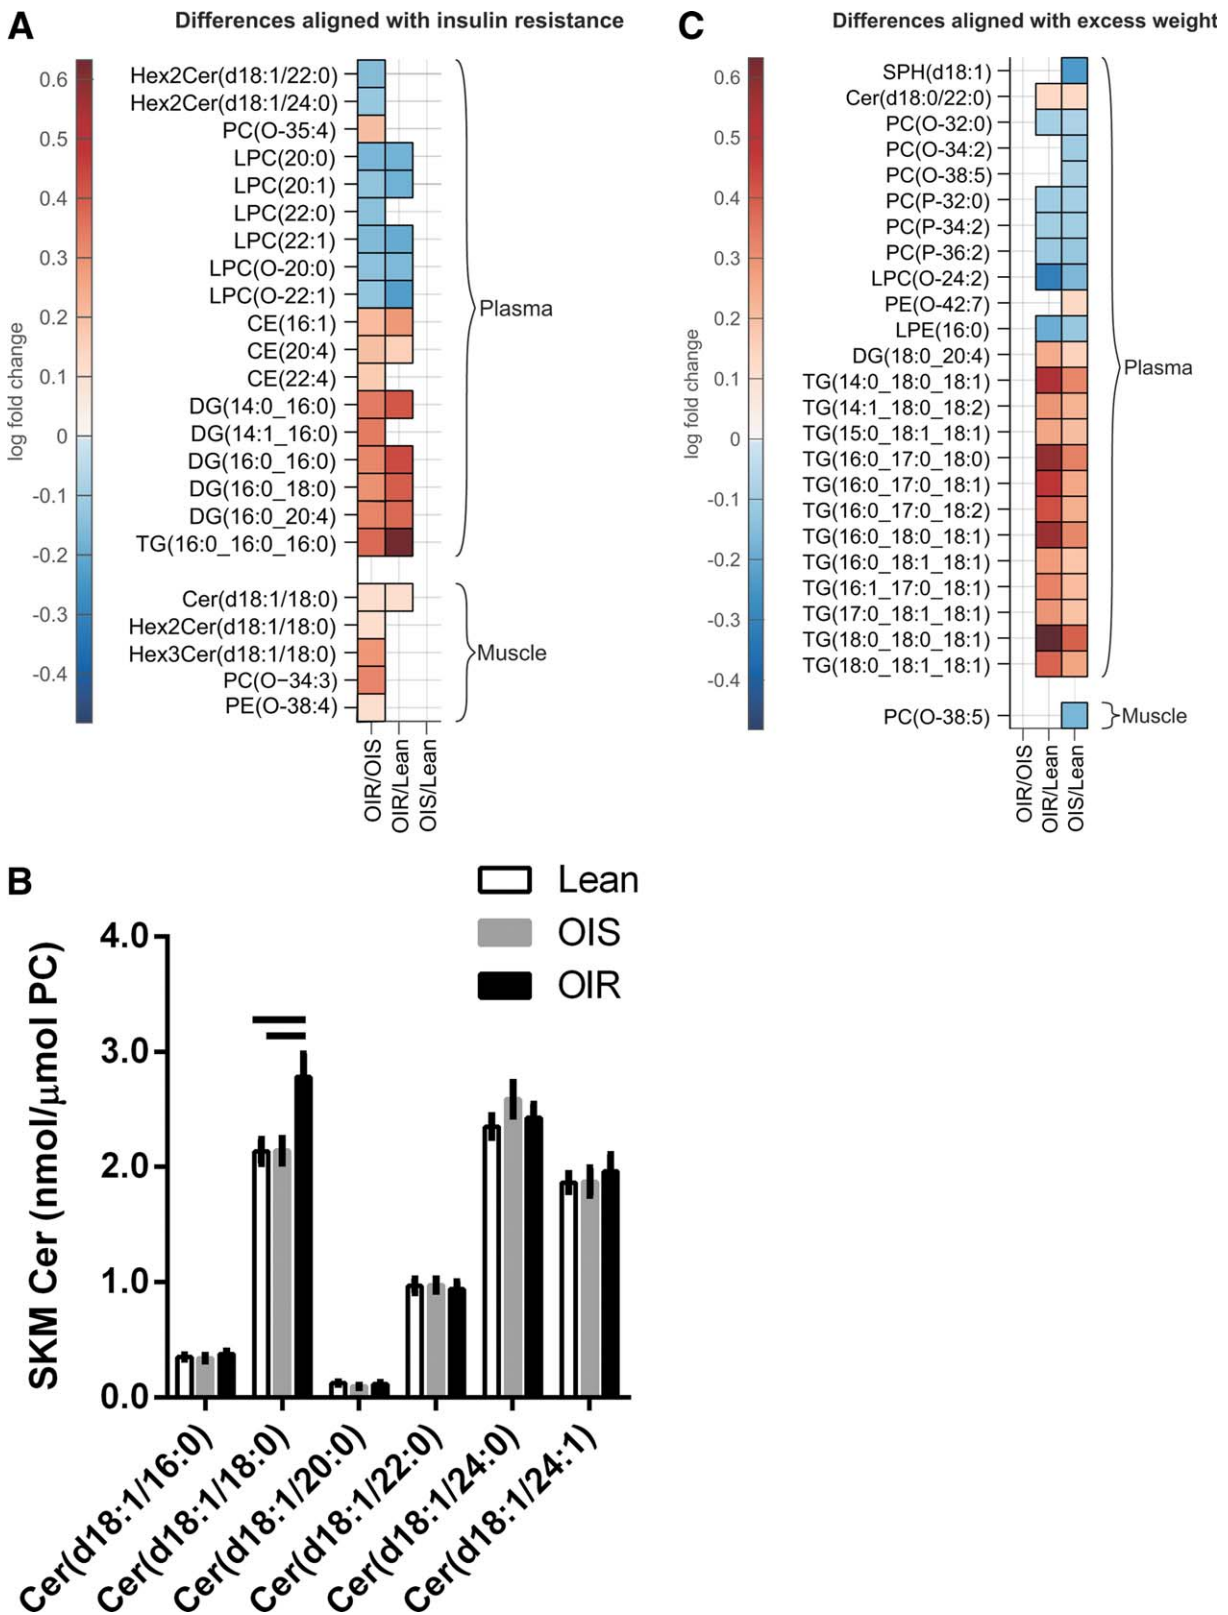 A
Differences aligned with insulin resistance
log fold change
0.6
0.5
0.4
0.3
0.2
0.1
0
-0.1
-0.2
-0.3
-0.4
Hex2Cer(d18:1/22:0)
Hex2Cer(d18:1/24:0)
PC(O-35:4)
LPC(20:0)
LPC(20:1)
LPC(22:0)
LPC(22:1)
LPC(O-20:0)
LPC(O-22:1)
CE(16:1)
CE(20:4)
CE(22:4)
DG(14:0_16:0)
DG(14:1_16:0)
DG(16:0_16:0)
DG(16:0_18:0)
DG(16:0_20:4)
TG(16:0_16:0_16:0)
Plasma
Cer(d18:1/18:0)
Hex2Cer(d18:1/18:0)
Hex3Cer(d18:1/18:0)
PC(O−34:3)
PE(O-38:4)
Muscle
OIR/OIS
OIR/Lean
OIS/Lean
C
Differences aligned with excess weight
log fold change
0.6
0.5
0.4
0.3
0.2
0.1
0
-0.1
-0.2
-0.3
-0.4
SPH(d18:1)
Cer(d18:0/22:0)
PC(O-32:0)
PC(O-34:2)
PC(O-38:5)
PC(P-32:0)
PC(P-34:2)
PC(P-36:2)
LPC(O-24:2)
PE(O-42:7)
LPE(16:0)
DG(18:0_20:4)
TG(14:0_18:0_18:1)
TG(14:1_18:0_18:2)
TG(15:0_18:1_18:1)
TG(16:0_17:0_18:0)
TG(16:0_17:0_18:1)
TG(16:0_17:0_18:2)
TG(16:0_18:0_18:1)
TG(16:0_18:1_18:1)
TG(16:1_17:0_18:1)
TG(17:0_18:1_18:1)
TG(18:0_18:0_18:1)
TG(18:0_18:1_18:1)
Plasma
PC(O-38:5)
Muscle
OIR/OIS
OIR/Lean
OIS/Lean
B
Lean
OIS
OIR
SKM Cer (nmol/μmol PC)
4.0
3.0
2.0
1.0
0.0
Cer(d18:1/16:0)
Cer(d18:1/18:0)
Cer(d18:1/20:0)
Cer(d18:1/22:0)
Cer(d18:1/24:0)
Cer(d18:1/24:1)